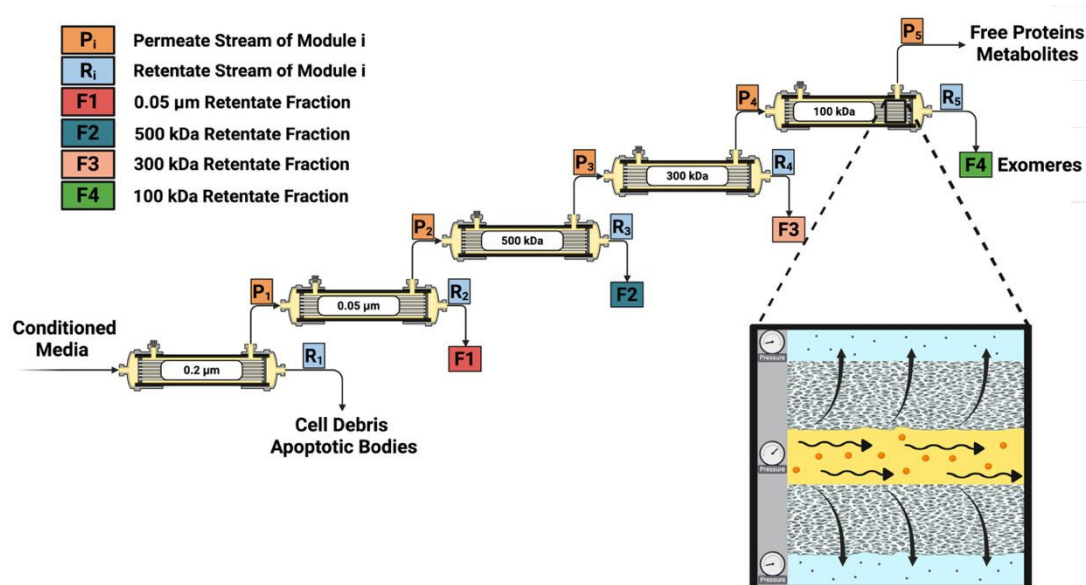 P₁ Permeate Stream of Module i
Rᵢ Retentate Stream of Module i
F1 0.05 µm Retentate Fraction
F2 500 kDa Retentate Fraction
F3 300 kDa Retentate Fraction
F4 100 kDa Retentate Fraction
P₅
Free Proteins
Metabolites
P₄
100 kDa
R₅
F4 Exomeres
P₃
300 kDa
R₄
F3
P₂
500 kDa
R₃
F2
P₁
0.05 µm
R₂
F1
Conditioned
Media
0.2 µm
R₁
Cell Debris
Apoptotic Bodies
Pressure
Pressure
Pressure